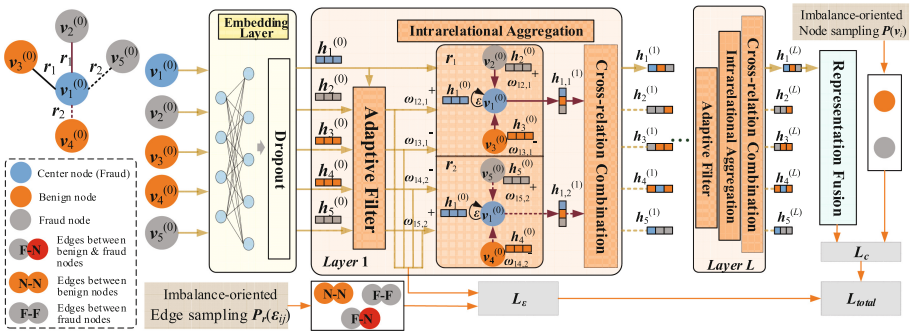 v₂⁽⁰⁾
v₃⁽⁰⁾
v₅⁽⁰⁾
r₁
r₁
r₂
v₁⁽⁰⁾
r₂
v₄⁽⁰⁾
Center node (Fraud)
Benign node
Fraud node
F-N
Edges between
benign & fraud
nodes
N-N
Edges between
benign nodes
F-F
Edges between
fraud nodes
v₁⁽⁰⁾
v₂⁽⁰⁾
v₃⁽⁰⁾
v₄⁽⁰⁾
v₅⁽⁰⁾
Embedding
Layer
Dropout
h₁⁽⁰⁾
h₂⁽⁰⁾
h₃⁽⁰⁾
h₄⁽⁰⁾
h₅⁽⁰⁾
Adaptive Filter
Layer 1
ω₁₂,₁ +
ω₁₃,₁ -
ω₁₄,₂ -
ω₁₅,₂ +
Intrarelational Aggregation
r₁
v₂⁽⁰⁾
h₂⁽⁰⁾
+
ω₁₂,₁
h₁⁽⁰⁾
ε
v₁⁽⁰⁾
h₃⁽⁰⁾
v₃⁽⁰⁾
ω₁₃,₁ -
r₂
v₅⁽⁰⁾
h₅⁽⁰⁾
+
ω₁₅,₂
h₁⁽⁰⁾
ε
v₁⁽⁰⁾
h₄⁽⁰⁾
v₄⁽⁰⁾
ω₁₄,₂ -
h₁,₁⁽¹⁾
h₁,₂⁽¹⁾
Cross-relation Combination
h₁⁽¹⁾
h₂⁽¹⁾
h₃⁽¹⁾
h₄⁽¹⁾
h₅⁽¹⁾
Adaptive Filter
Intrarelational Aggregation
Cross-relation Combination
Layer L
h₁⁽ᴸ⁾
h₂⁽ᴸ⁾
h₃⁽ᴸ⁾
h₄⁽ᴸ⁾
h₅⁽ᴸ⁾
Imbalance-oriented
Node sampling P(vᵢ)
Representation Fusion
L_c
L_total
Imbalance-oriented
Edge sampling Pᵣ(εᵢⱼ)
N-N
F-F
F-N
L_ε